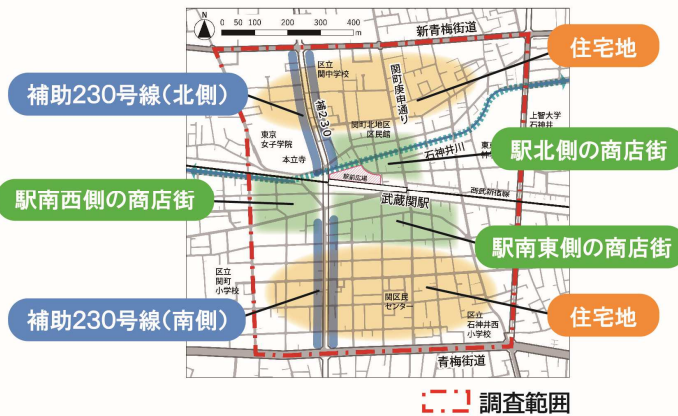 N
0 50 100 200 400
m
新青梅街道
住宅地
区立
関中学校
関町庚申通り
補助230号線(北側)
補230
上智大学
石神井
東京
女子学院
関町北地区
区民館
石神井川
本立寺
駅北側の商店街
駅前広場
西武新宿線
駅南西側の商店街
武蔵関駅
駅南東側の商店街
区立
関町
小学校
補助230号線(南側)
関区民
センター
住宅地
区立
石神井西
小学校
青梅街道
調査範囲